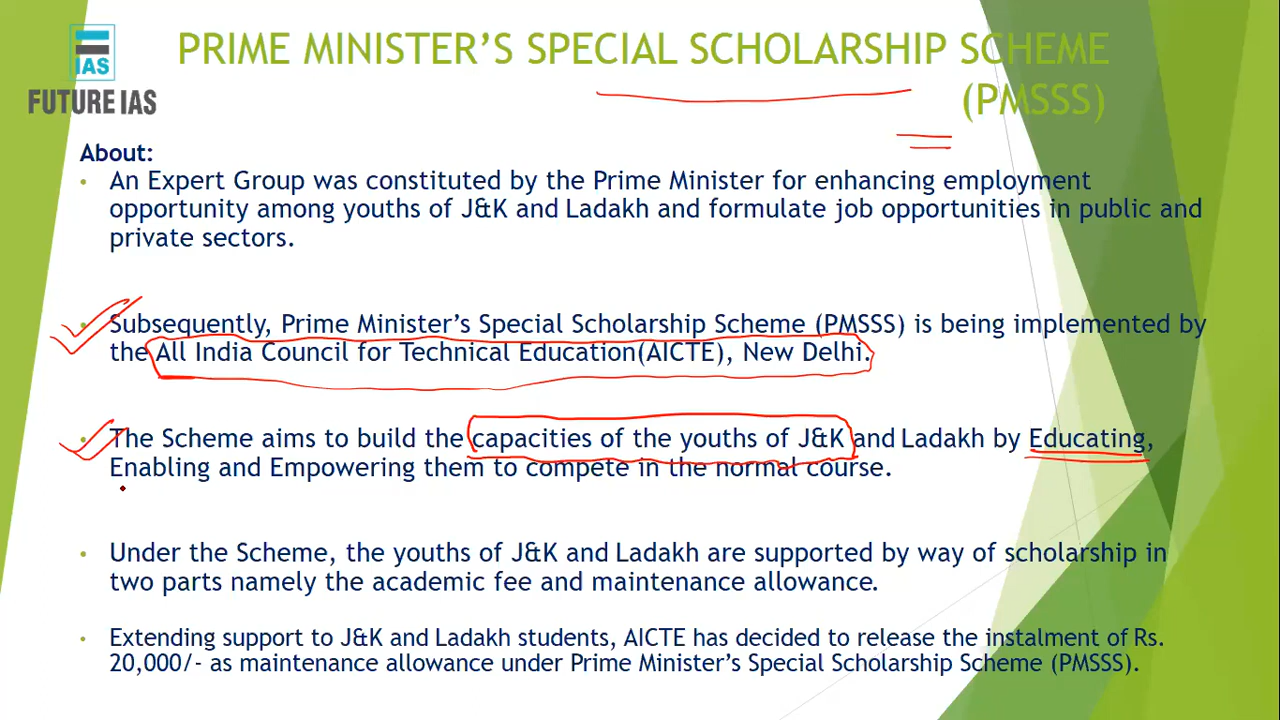 IAS
FUTURE IAS
PRIME MINISTER’S SPECIAL SCHOLARSHIP SCHEME
(PMSSS)
About:
• An Expert Group was constituted by the Prime Minister for enhancing employment
opportunity among youths of J&K and Ladakh and formulate job opportunities in public and
private sectors.
• Subsequently, Prime Minister’s Special Scholarship Scheme (PMSSS) is being implemented by
the All India Council for Technical Education(AICTE), New Delhi.
• The Scheme aims to build the capacities of the youths of J&K and Ladakh by Educating,
Enabling and Empowering them to compete in the normal course.
• Under the Scheme, the youths of J&K and Ladakh are supported by way of scholarship in
two parts namely the academic fee and maintenance allowance.
• Extending support to J&K and Ladakh students, AICTE has decided to release the instalment of Rs.
20,000/- as maintenance allowance under Prime Minister’s Special Scholarship Scheme (PMSSS).